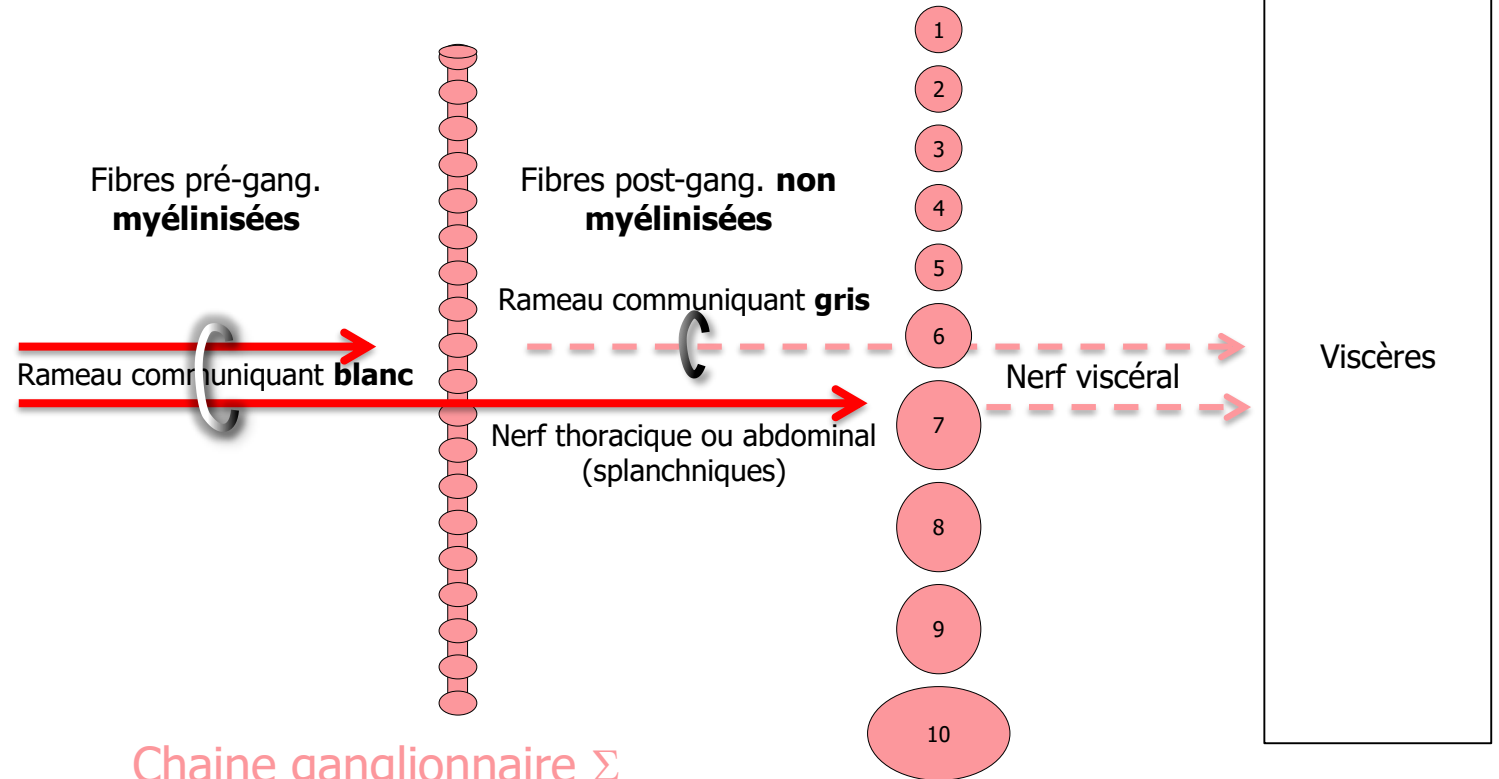 1
2
3
4
5
6
7
8
9
10
Fibres pré-gang.
myélinisées
Fibres post-gang. non
myélinisées
Rameau communiquant gris
Rameau communiquant blanc
Nerf viscéral
Viscères
Nerf thoracique ou abdominal
(splanchniques)
Chaine ganglionnaire Σ